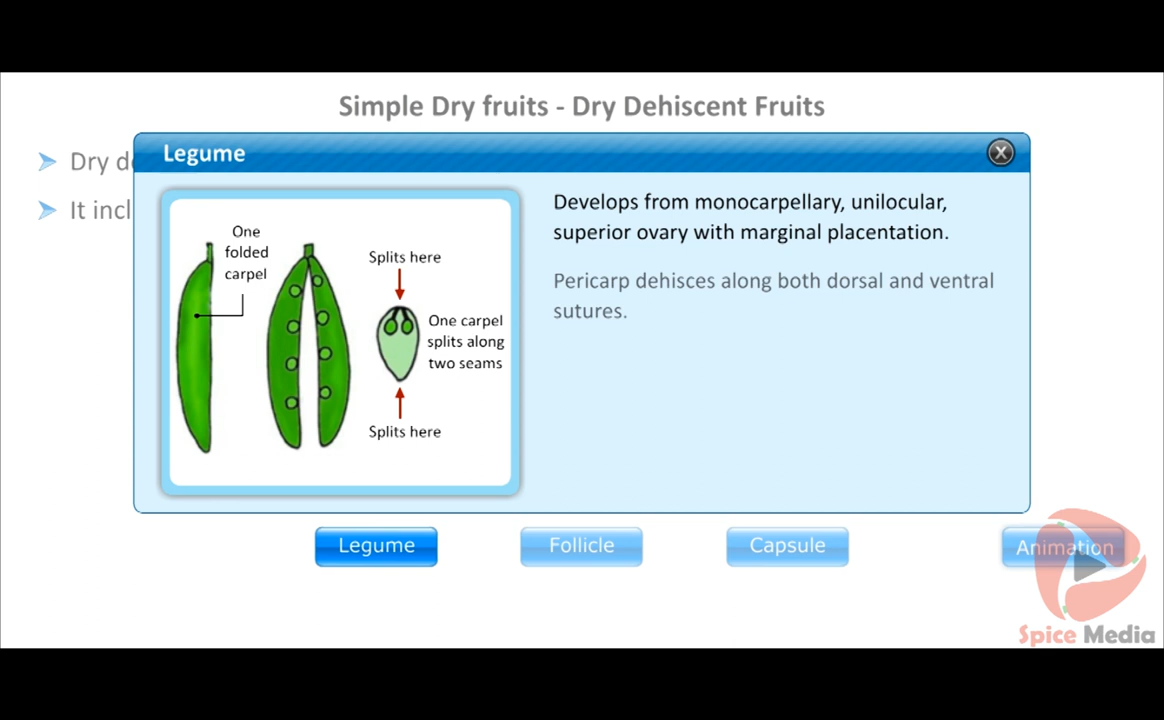 Simple Dry fruits - Dry Dehiscent Fruits
Legume
Dry
It incl
One
folded
carpel
Splits here
One carpel
splits along
two seams
Splits here
Develops from monocarpellary, unilocular,
superior ovary with marginal placentation.
Pericarp dehisces along both dorsal and ventral
sutures.
Legume
Follicle
Capsule
Animation
Spice Media